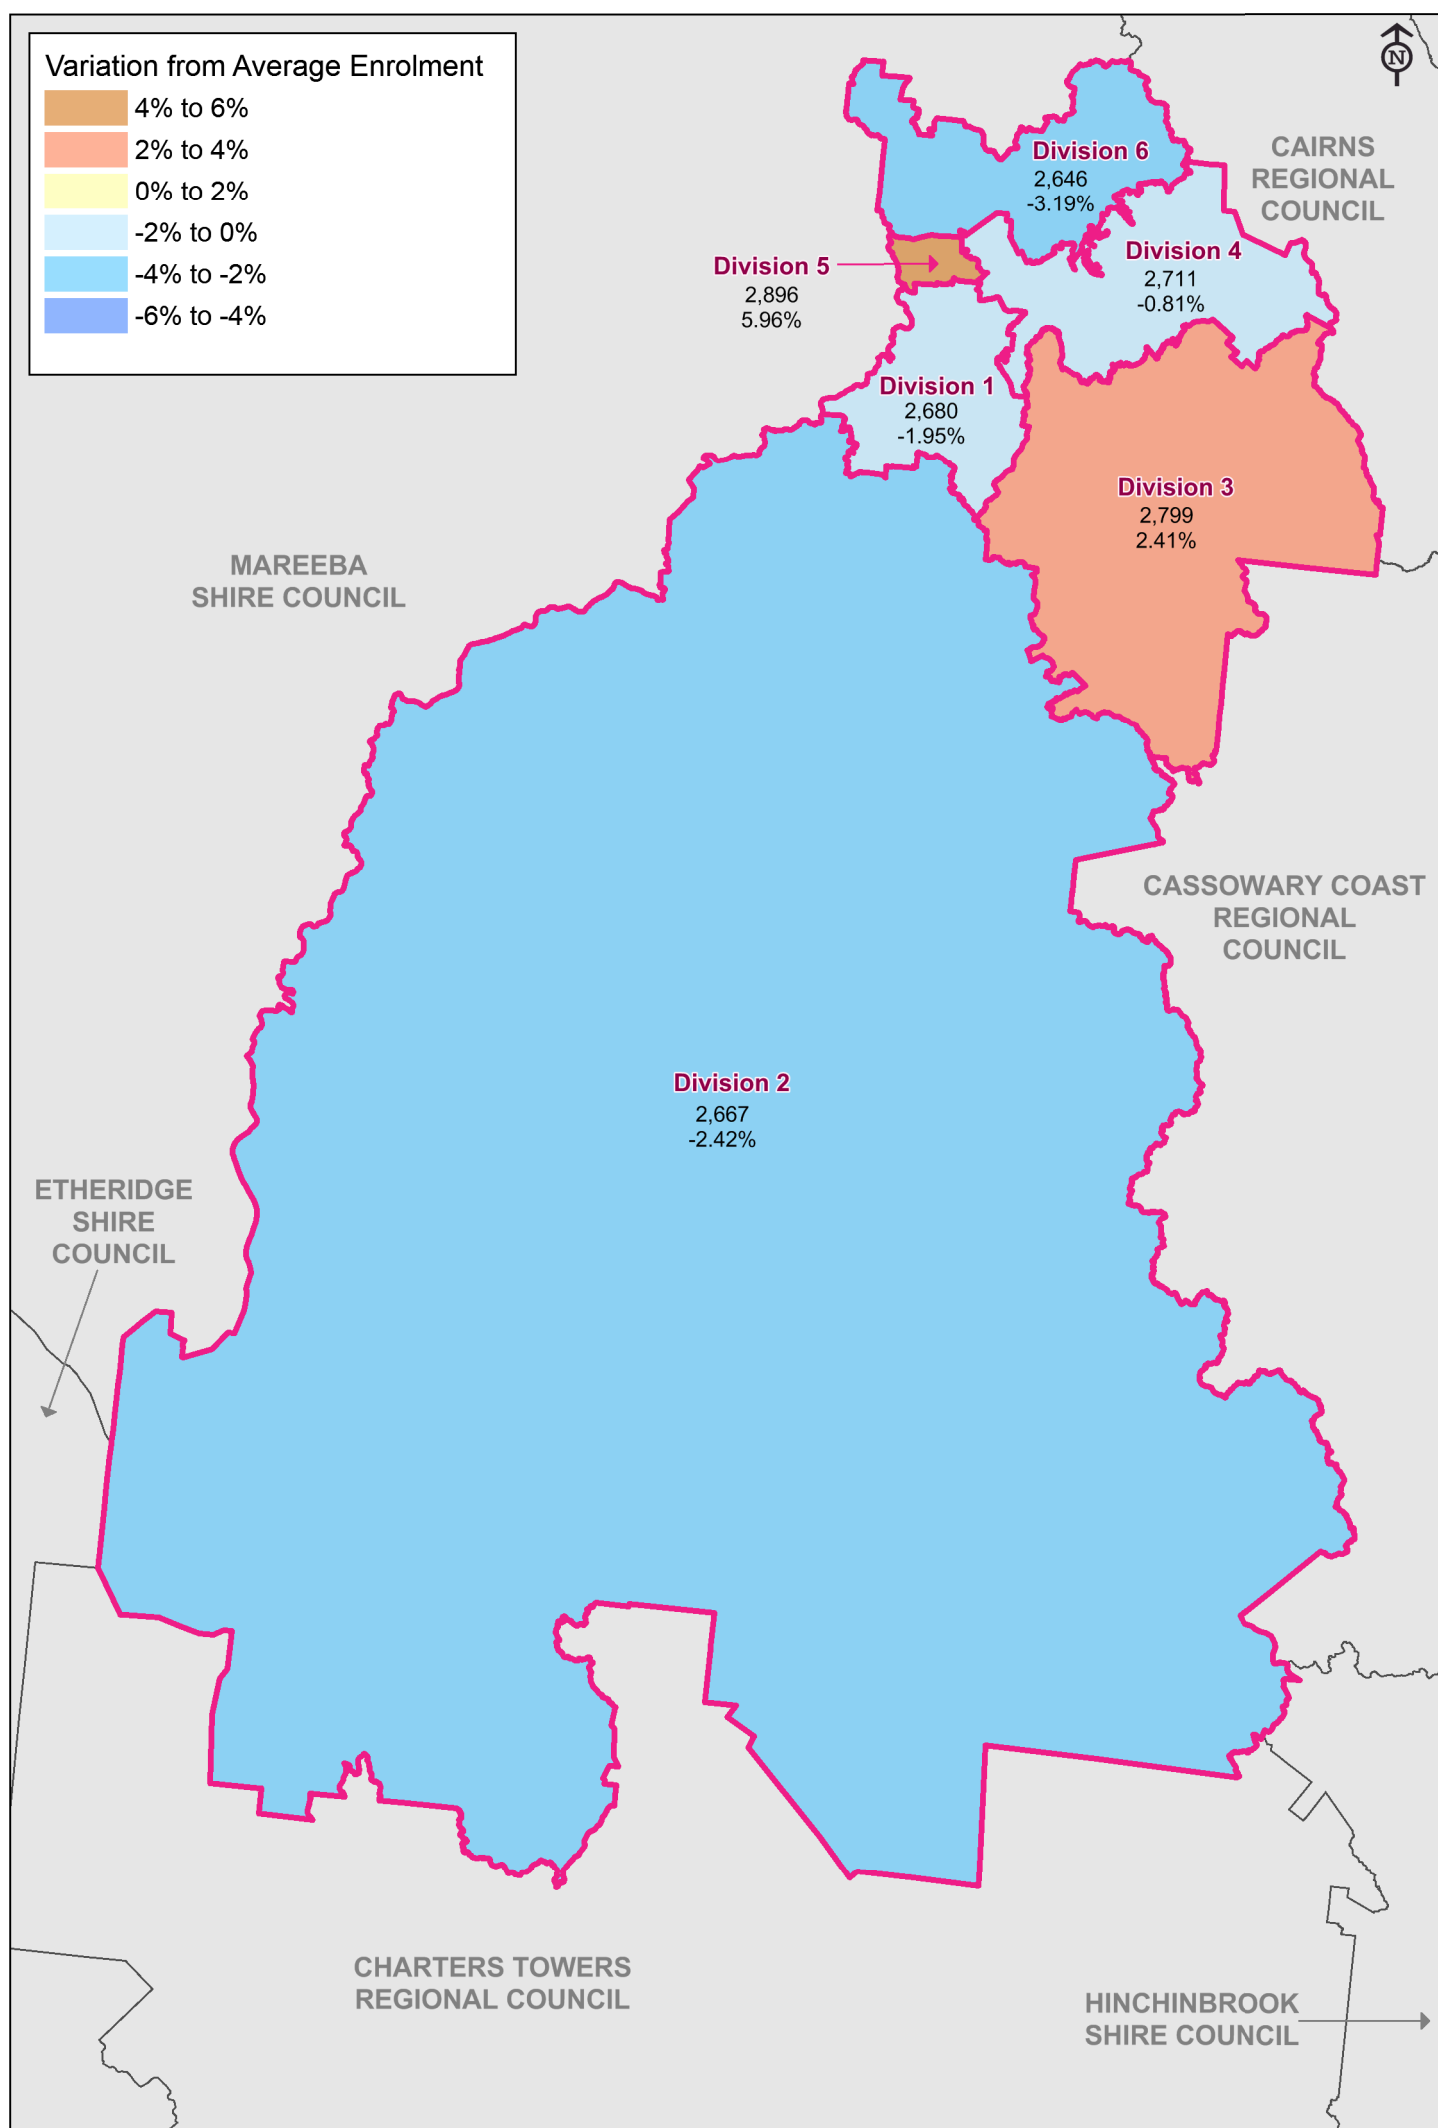 Variation from Average Enrolment
4% to 6%
2% to 4%
0% to 2%
-2% to 0%
-4% to -2%
-6% to -4%
N
CAIRNS
REGIONAL
COUNCIL
Division 6
2,646
-3.19%
Division 4
2,711
-0.81%
Division 5
2,896
5.96%
Division 1
2,680
-1.95%
Division 3
2,799
2.41%
MAREEBA
SHIRE COUNCIL
CASSOWARY COAST
REGIONAL
COUNCIL
Division 2
2,667
-2.42%
ETHERIDGE
SHIRE
COUNCIL
CHARTERS TOWERS
REGIONAL COUNCIL
HINCHINBROOK
SHIRE COUNCIL